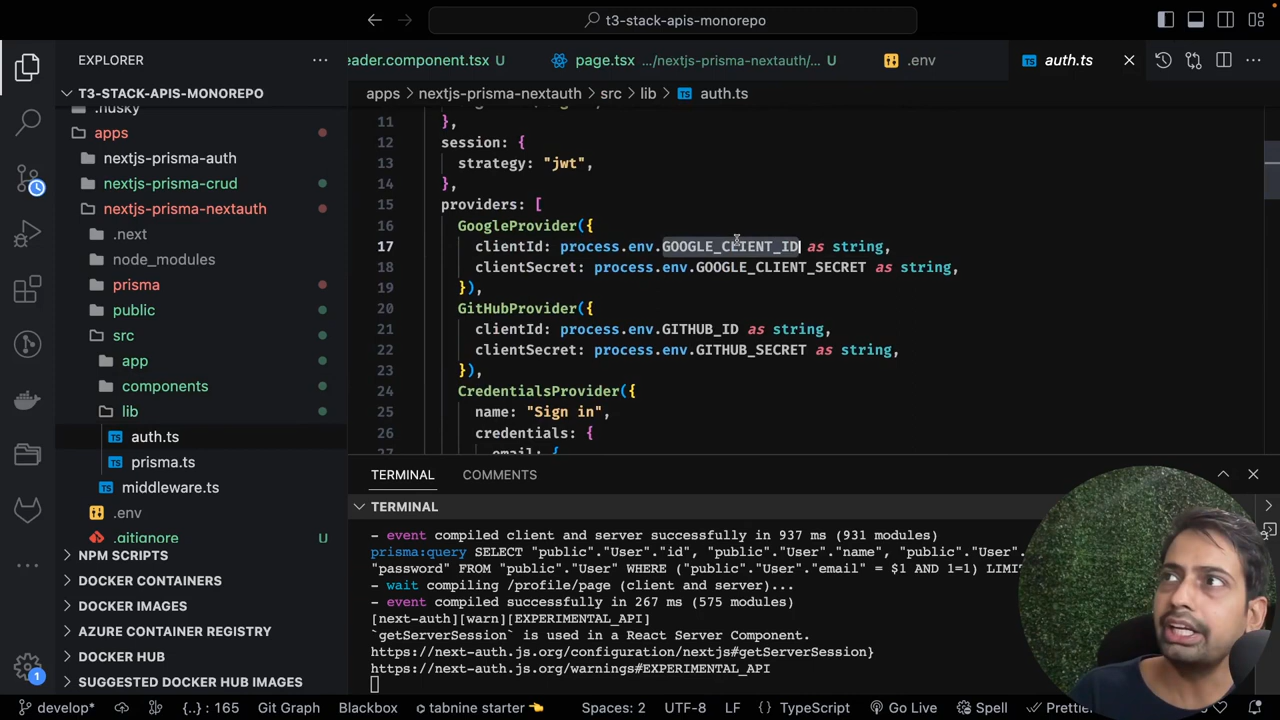 t3-stack-apis-monorepo
EXPLORER
T3-STACK-APIS-MONOREPO
.husky
apps
nextjs-prisma-auth
nextjs-prisma-crud
nextjs-prisma-nextauth
.next
node_modules
prisma
public
src
app
components
lib
TS auth.ts
TS prisma.ts
TS middleware.ts
.env
.gitignore U
NPM SCRIPTS
DOCKER CONTAINERS
DOCKER IMAGES
AZURE CONTAINER REGISTRY
DOCKER HUB
SUGGESTED DOCKER HUB IMAGES
1
eader.component.tsx U
page.tsx .../nextjs-prisma-nextauth/... U
.env
TS auth.ts
apps > nextjs-prisma-nextauth > src > lib > TS auth.ts
11 },
12 session: {
13 strategy: "jwt",
14 },
15 providers: [
16 GoogleProvider({
17 clientId: process.env.GOOGLE_CLIENT_ID as string,
18 clientSecret: process.env.GOOGLE_CLIENT_SECRET as string,
19 }),
20 GitHubProvider({
21 clientId: process.env.GITHUB_ID as string,
22 clientSecret: process.env.GITHUB_SECRET as string,
23 }),
24 CredentialsProvider({
25 name: "Sign in",
26 credentials: {
27 email: {
TERMINAL COMMENTS
TERMINAL
- event compiled client and server successfully in 937 ms (931 modules)
prisma:query SELECT "public"."User"."id", "public"."User"."name", "public"."User".
"password" FROM "public"."User" WHERE ("public"."User"."email" = $1 AND 1=1) LIMI
- wait compiling /profile/page (client and server)...
- event compiled successfully in 267 ms (575 modules)
[next-auth][warn][EXPERIMENTAL_API]
`getServerSession` is used in a React Server Component.
https://next-auth.js.org/configuration/nextjs#getServerSession}
https://next-auth.js.org/warnings#EXPERIMENTAL_API
develop* {..} : 165 Git Graph Blackbox tabnine starter Spaces: 2 UTF-8 LF {} TypeScript Go Live Spell Prettier